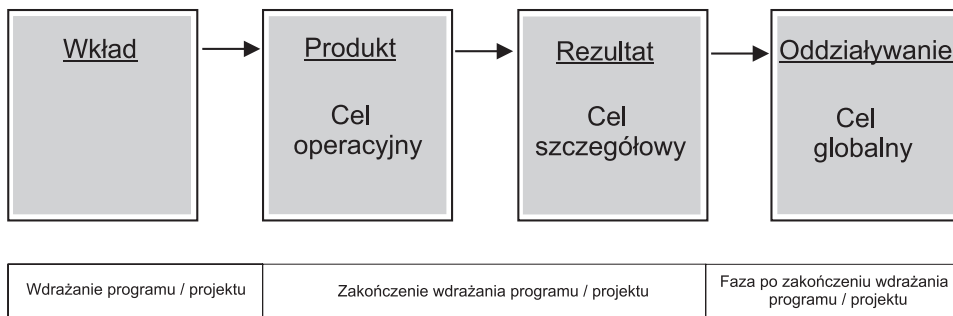 Wkład
Produkt
Rezultat
Oddziaływanie
Cel
operacyjny
Cel
szczegółowy
Cel
globalny
Wdrażanie programu / projektu
Zakończenie wdrażania programu / projektu
Faza po zakończeniu wdrażania
programu / projektu